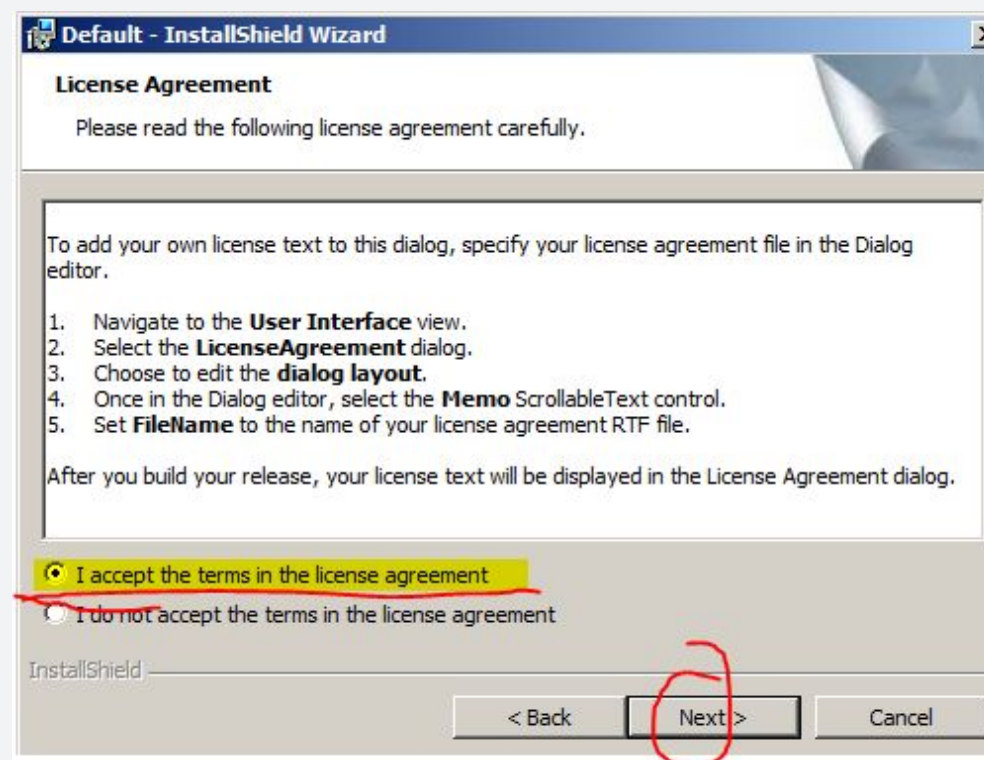 Default - InstallShield Wizard
License Agreement
Please read the following license agreement carefully.
To add your own license text to this dialog, specify your license agreement file in the Dialog
editor.
1. Navigate to the User Interface view.
2. Select the LicenseAgreement dialog.
3. Choose to edit the dialog layout.
4. Once in the Dialog editor, select the Memo ScrollableText control.
5. Set FileName to the name of your license agreement RTF file.
After you build your release, your license text will be displayed in the License Agreement dialog.
I accept the terms in the license agreement
I do not accept the terms in the license agreement
InstallShield
< Back Next > Cancel